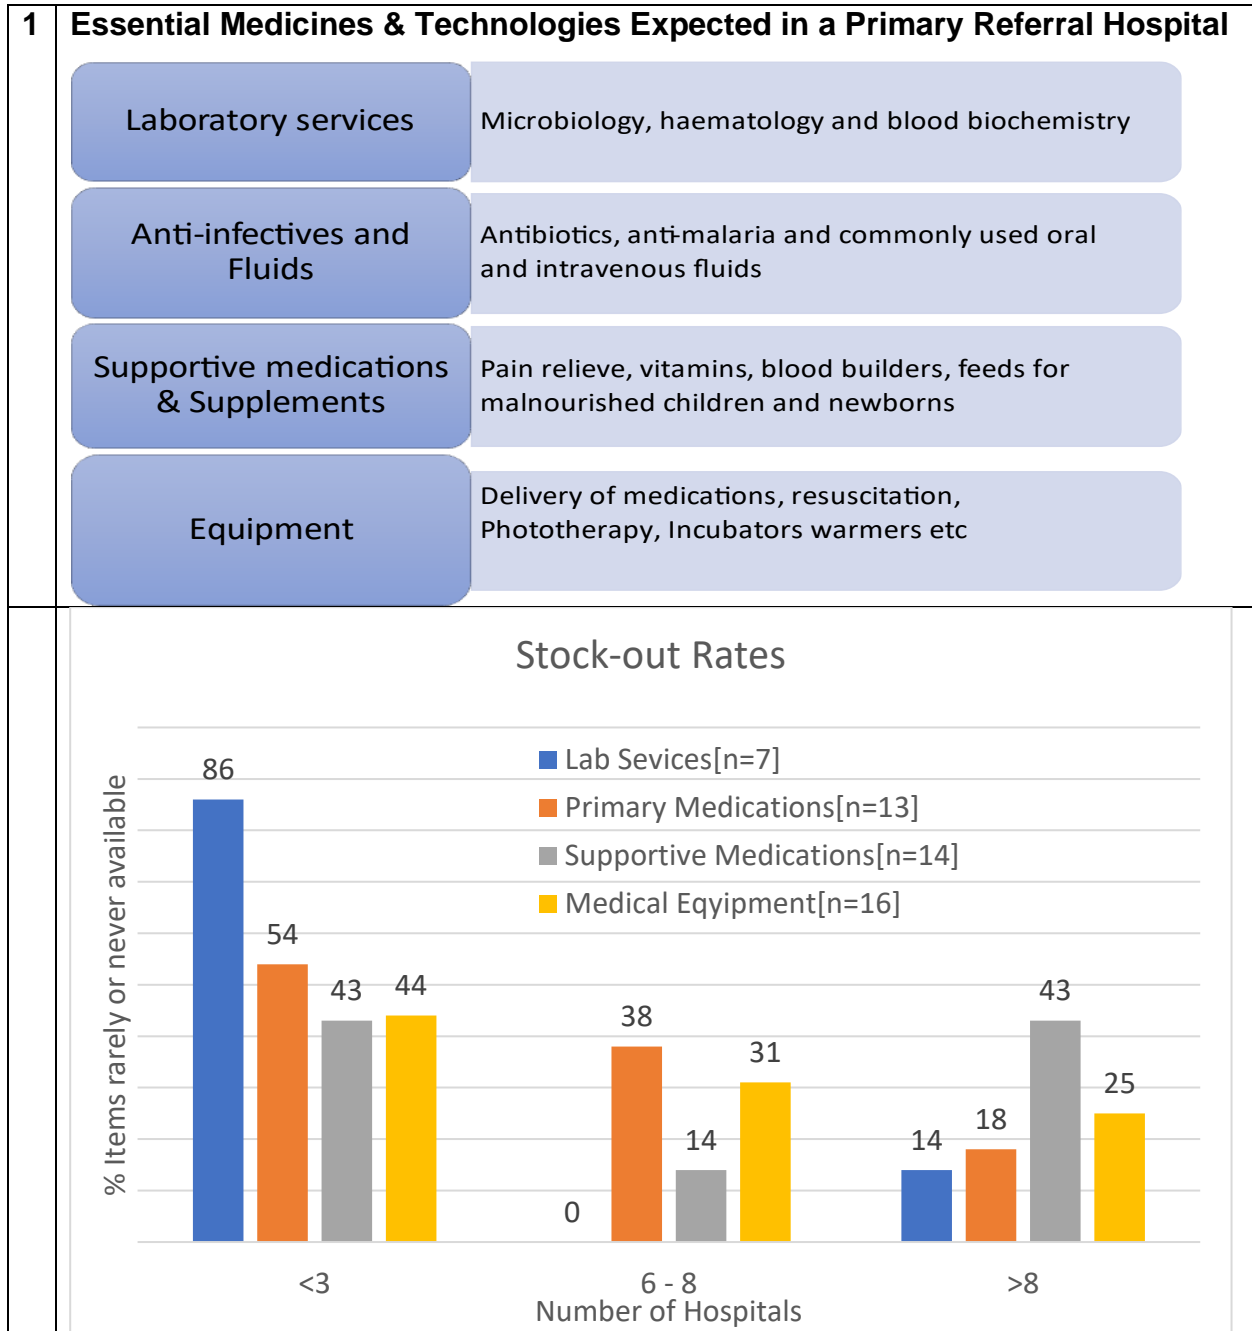 1 Essential Medicines & Technologies Expected in a Primary Referral Hospital
Laboratory services
Microbiology, haematology and blood biochemistry
Anti-infectives and
Fluids
Antibiotics, anti-malaria and commonly used oral
and intravenous fluids
Supportive medications
& Supplements
Pain relieve, vitamins, blood builders, feeds for
malnourished children and newborns
Equipment
Delivery of medications, resuscitation,
Phototherapy, Incubators warmers etc
Stock-out Rates
% Items rarely or never available
Lab Sevices[n=7]
Primary Medications[n=13]
Supportive Medications[n=14]
Medical Eqyipment[n=16]
86
54
43
44
0
38
14
31
14
18
43
25
<3
6 - 8
>8
Number of Hospitals